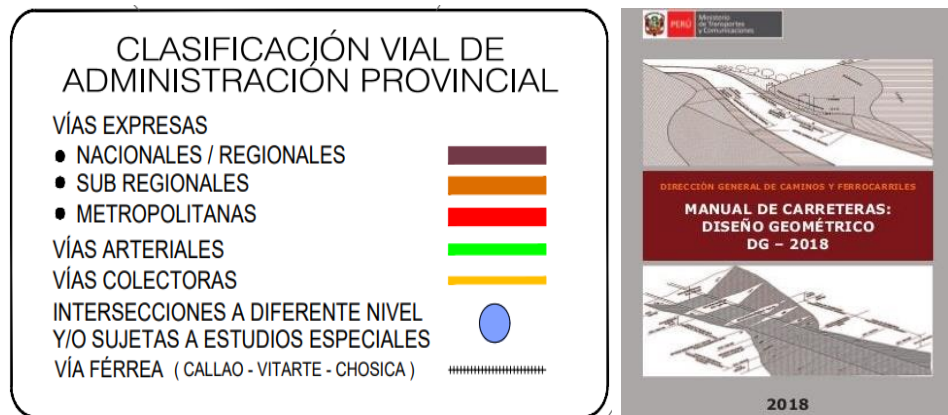 CLASIFICACIÓN VIAL DE
ADMINISTRACIÓN PROVINCIAL
VÍAS EXPRESAS
● NACIONALES / REGIONALES
● SUB REGIONALES
● METROPOLITANAS
VÍAS ARTERIALES
VÍAS COLECTORAS
INTERSECCIONES A DIFERENTE NIVEL
Y/O SUJETAS A ESTUDIOS ESPECIALES
VÍA FÉRREA ( CALLAO - VITARTE - CHOSICA )
PERÚ
Ministerio
de Transportes
y Comunicaciones
DIRECCIÓN GENERAL DE CAMINOS Y FERROCARRILES
MANUAL DE CARRETERAS:
DISEÑO GEOMÉTRICO
DG – 2018
2018